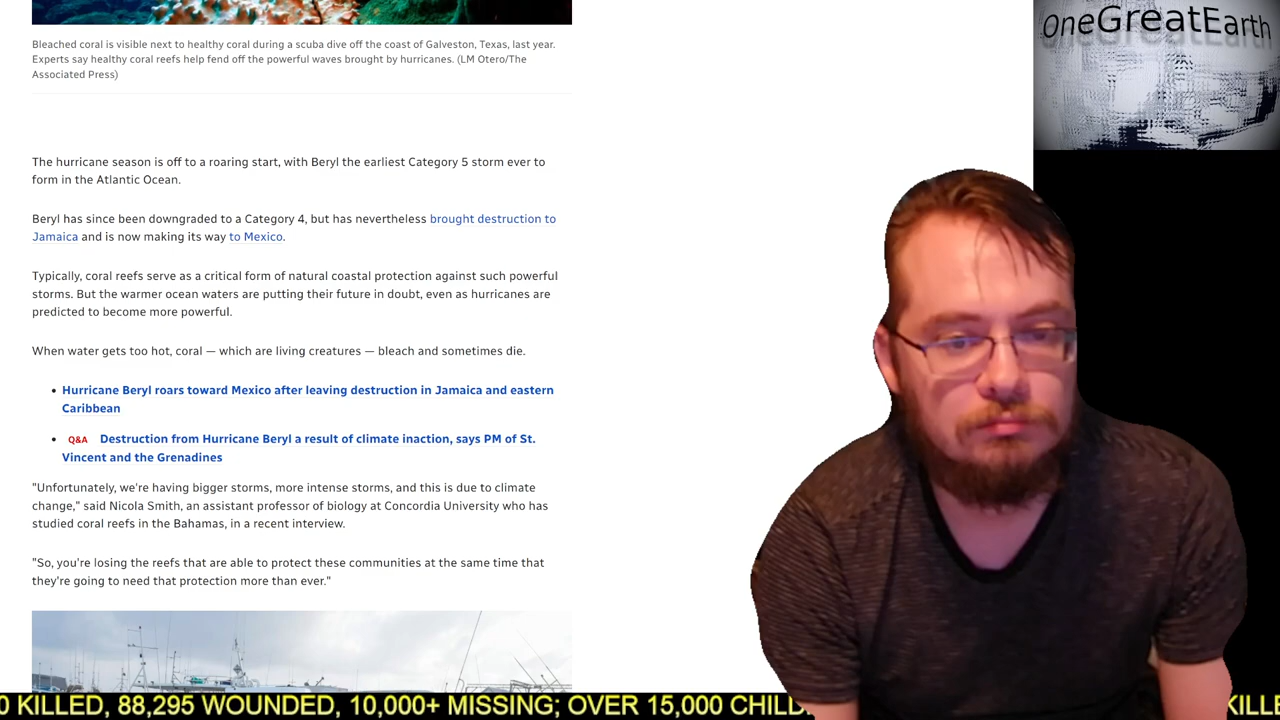 OneGreatEarth
Bleached coral is visible next to healthy coral during a scuba dive off the coast of Galveston, Texas, last year.
Experts say healthy coral reefs help fend off the powerful waves brought by hurricanes. (LM Otero/The
Associated Press)
The hurricane season is off to a roaring start, with Beryl the earliest Category 5 storm ever to
form in the Atlantic Ocean.
Beryl has since been downgraded to a Category 4, but has nevertheless brought destruction to
Jamaica and is now making its way to Mexico.
Typically, coral reefs serve as a critical form of natural coastal protection against such powerful
storms. But the warmer ocean waters are putting their future in doubt, even as hurricanes are
predicted to become more powerful.
When water gets too hot, coral — which are living creatures — bleach and sometimes die.
• Hurricane Beryl roars toward Mexico after leaving destruction in Jamaica and eastern
Caribbean
• Q&A Destruction from Hurricane Beryl a result of climate inaction, says PM of St.
Vincent and the Grenadines
"Unfortunately, we're having bigger storms, more intense storms, and this is due to climate
change," said Nicola Smith, an assistant professor of biology at Concordia University who has
studied coral reefs in the Bahamas, in a recent interview.
"So, you're losing the reefs that are able to protect these communities at the same time that
they're going to need that protection more than ever."
0 KILLED, 88,295 WOUNDED, 10,000+ MISSING; OVER 15,000 CHILD